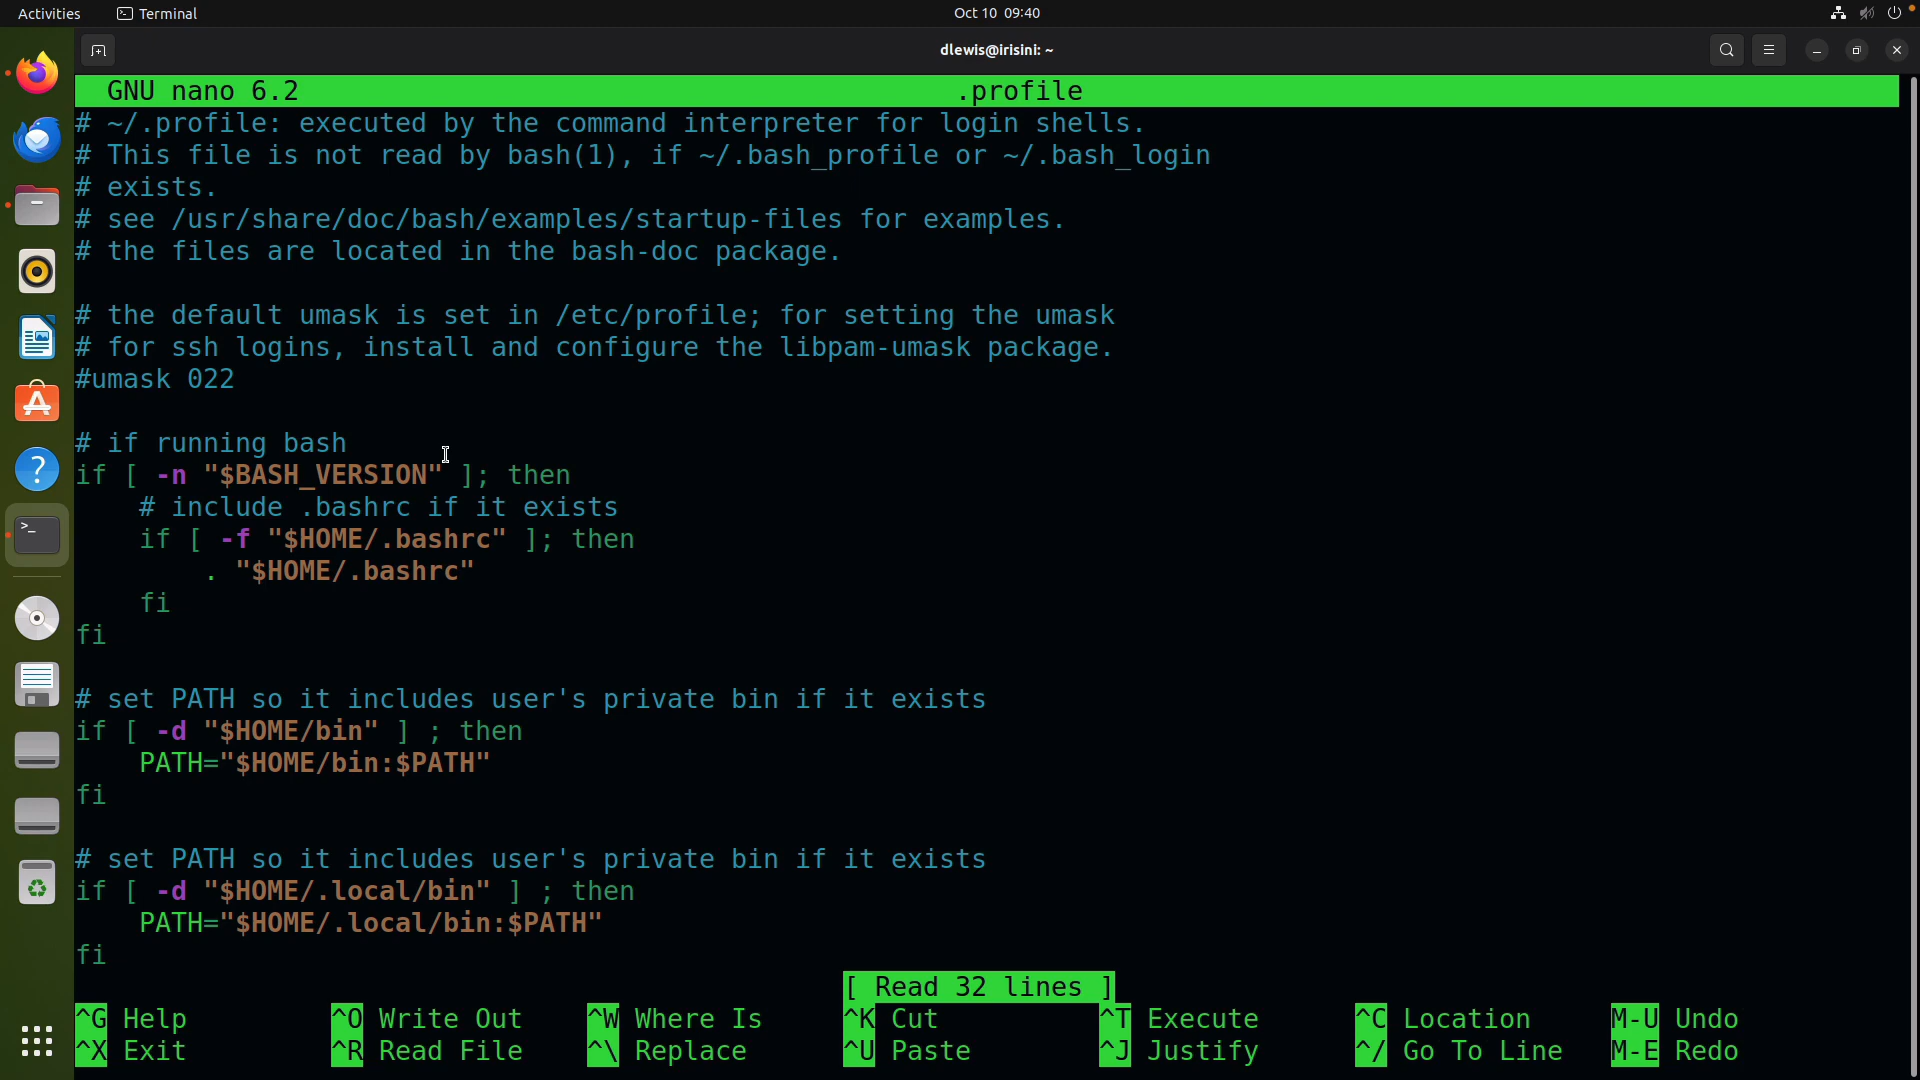 Activities Terminal Oct 10 09:40
dlewis@irisini: ~
GNU nano 6.2 .profile
# ~/.profile: executed by the command interpreter for login shells.
# This file is not read by bash(1), if ~/.bash_profile or ~/.bash_login
# exists.
# see /usr/share/doc/bash/examples/startup-files for examples.
# the files are located in the bash-doc package.
# the default umask is set in /etc/profile; for setting the umask
# for ssh logins, install and configure the libpam-umask package.
#umask 022
# if running bash
if [ -n "$BASH_VERSION" ]; then
    # include .bashrc if it exists
    if [ -f "$HOME/.bashrc" ]; then
        . "$HOME/.bashrc"
    fi
fi
# set PATH so it includes user's private bin if it exists
if [ -d "$HOME/bin" ] ; then
    PATH="$HOME/bin:$PATH"
fi
# set PATH so it includes user's private bin if it exists
if [ -d "$HOME/.local/bin" ] ; then
    PATH="$HOME/.local/bin:$PATH"
fi
[ Read 32 lines ]
^G Help ^O Write Out ^W Where Is ^K Cut ^T Execute ^C Location M-U Undo
^X Exit ^R Read File ^\ Replace ^U Paste ^J Justify ^/ Go To Line M-E Redo